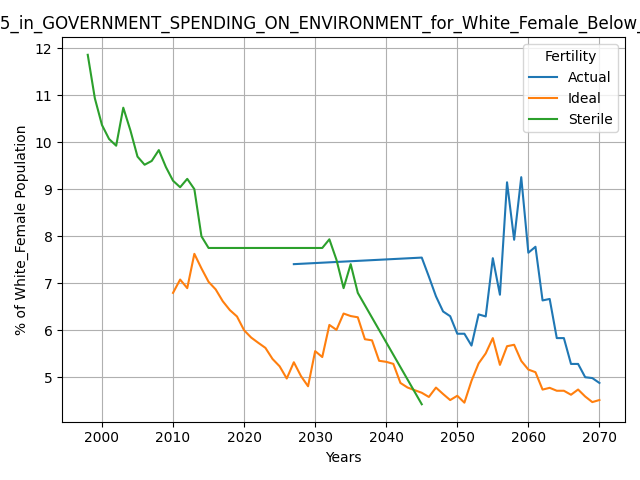 5_in_GOVERNMENT_SPENDING_ON_ENVIRONMENT_for_White_Female_Below_
12
11
10
9
8
7
6
5
% of White_Female Population
Fertility
Actual
Ideal
Sterile
2000
2010
2020
2030
2040
2050
2060
2070
Years